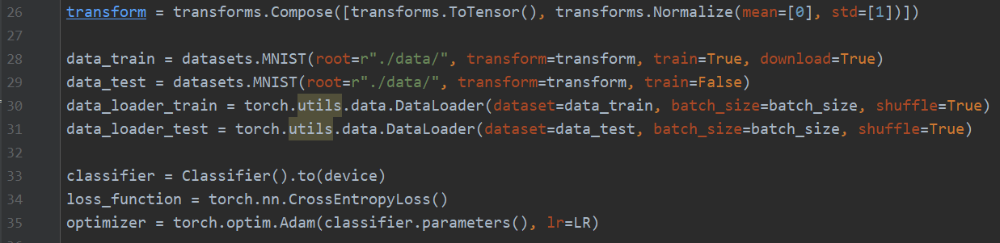 26 transform = transforms.Compose([transforms.ToTensor(), transforms.Normalize(mean=[0], std=[1])])
27
28 data_train = datasets.MNIST(root=r"./data/", transform=transform, train=True, download=True)
29 data_test = datasets.MNIST(root=r"./data/", transform=transform, train=False)
30 data_loader_train = torch.utils.data.DataLoader(dataset=data_train, batch_size=batch_size, shuffle=True)
31 data_loader_test = torch.utils.data.DataLoader(dataset=data_test, batch_size=batch_size, shuffle=True)
32
33 classifier = Classifier().to(device)
34 loss_function = torch.nn.CrossEntropyLoss()
35 optimizer = torch.optim.Adam(classifier.parameters(), lr=LR)